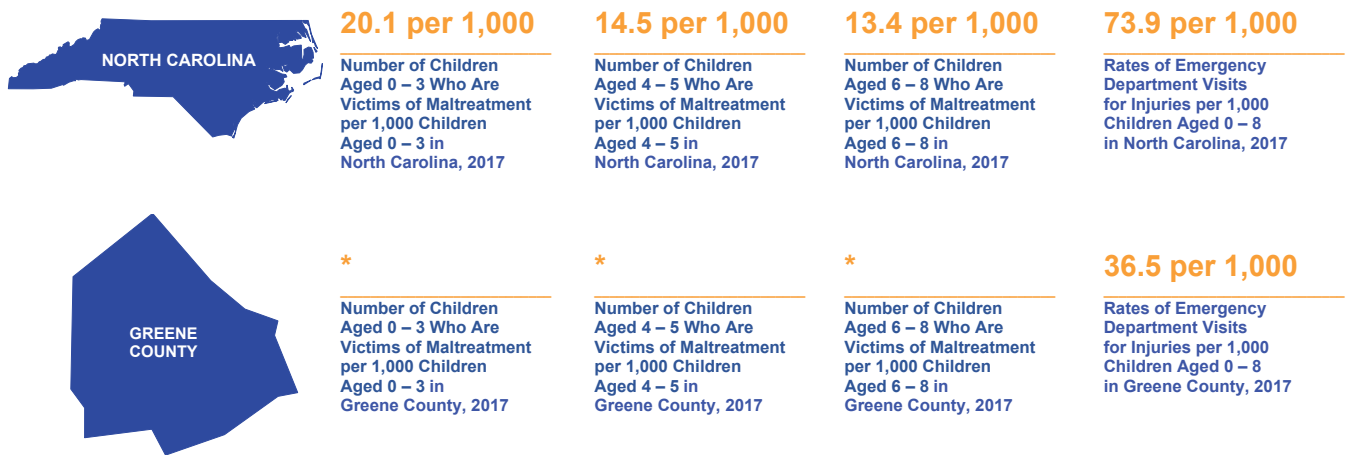 NORTH CAROLINA
20.1 per 1,000
Number of Children
Aged 0 – 3 Who Are
Victims of Maltreatment
per 1,000 Children
Aged 0 – 3 in
North Carolina, 2017
14.5 per 1,000
Number of Children
Aged 4 – 5 Who Are
Victims of Maltreatment
per 1,000 Children
Aged 4 – 5 in
North Carolina, 2017
13.4 per 1,000
Number of Children
Aged 6 – 8 Who Are
Victims of Maltreatment
per 1,000 Children
Aged 6 – 8 in
North Carolina, 2017
73.9 per 1,000
Rates of Emergency
Department Visits
for Injuries per 1,000
Children Aged 0 – 8
in North Carolina, 2017
GREENE
COUNTY
*
Number of Children
Aged 0 – 3 Who Are
Victims of Maltreatment
per 1,000 Children
Aged 0 – 3 in
Greene County, 2017
*
Number of Children
Aged 4 – 5 Who Are
Victims of Maltreatment
per 1,000 Children
Aged 4 – 5 in
Greene County, 2017
*
Number of Children
Aged 6 – 8 Who Are
Victims of Maltreatment
per 1,000 Children
Aged 6 – 8 in
Greene County, 2017
36.5 per 1,000
Rates of Emergency
Department Visits
for Injuries per 1,000
Children Aged 0 – 8
in Greene County, 2017